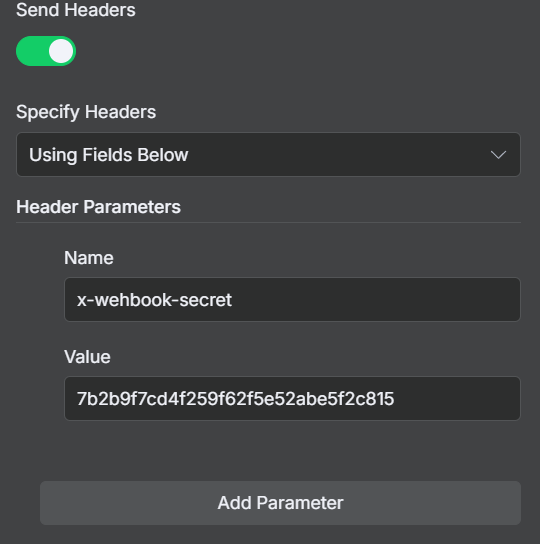 Send Headers
Specify Headers
Using Fields Below
Header Parameters
Name
x-wehbook-secret
Value
7b2b9f7cd4f259f62f5e52abe5f2c815
Add Parameter